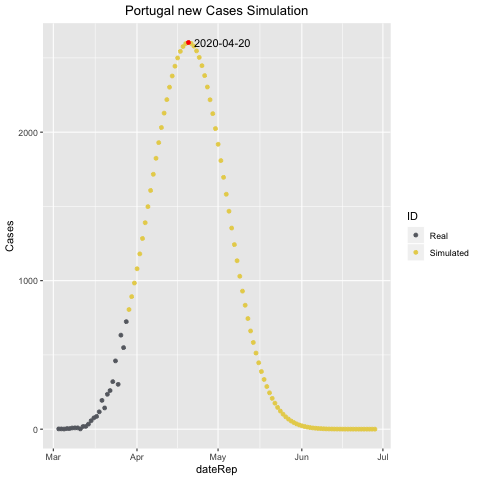 Portugal new Cases Simulation
2020-04-20
2000
1000
0
Cases
Mar
Apr
May
Jun
Jul
dateRep
ID
Real
Simulated